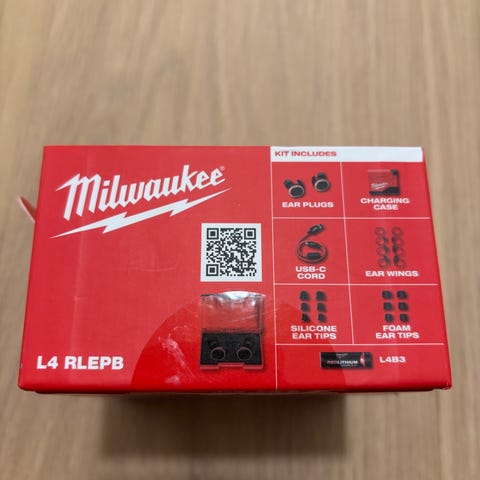 Milwaukee
L4 RLEPB
KIT INCLUDES
EAR PLUGS
CHARGING
CASE
USB-C
CORD
EAR WINGS
SILICONE
EAR TIPS
FOAM
EAR TIPS
REDLITHIUM
L4B3